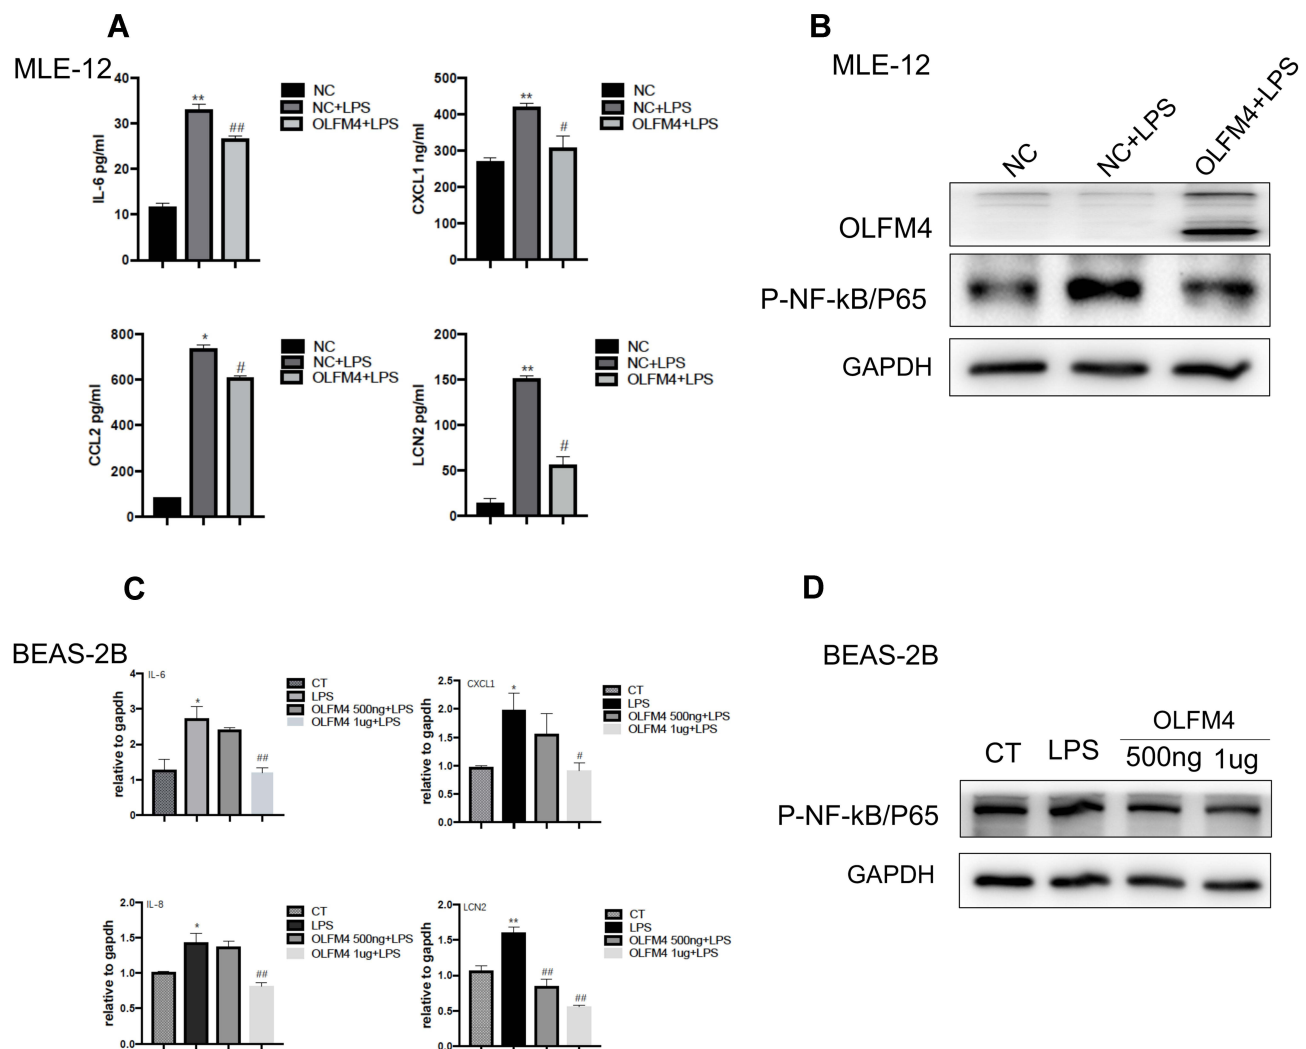 A
MLE-12
IL-6 pg/ml
40
30
20
10
0
**
##
NC
NC+LPS
OLFM4+LPS
CXCL1 ng/ml
500
400
300
200
100
0
**
#
NC
NC+LPS
OLFM4+LPS
CCL2 pg/ml
800
600
400
200
0
*
#
NC
NC+LPS
OLFM4+LPS
LCN2 pg/ml
200
150
100
50
0
**
#
NC
NC+LPS
OLFM4+LPS
B
MLE-12
NC
NC+LPS
OLFM4+LPS
OLFM4
P-NF-kB/P65
GAPDH
C
BEAS-2B
IL-6
relative to gapdh
4
3
2
1
0
*
##
CT
LPS
OLFM4 500ng+LPS
OLFM4 1ug+LPS
CXCL1
relative to gapdh
2.5
2.0
1.5
1.0
0.5
0.0
*
#
CT
LPS
OLFM4 500ng+LPS
OLFM4 1ug+LPS
IL-8
relative to gapdh
2.0
1.5
1.0
0.5
0.0
*
##
CT
LPS
OLFM4 500ng+LPS
OLFM4 1ug+LPS
LCN2
relative to gapdh
2.0
1.5
1.0
0.5
0.0
**
##
##
CT
LPS
OLFM4 500ng+LPS
OLFM4 1ug+LPS
D
BEAS-2B
OLFM4
CT LPS 500ng 1ug
P-NF-kB/P65
GAPDH